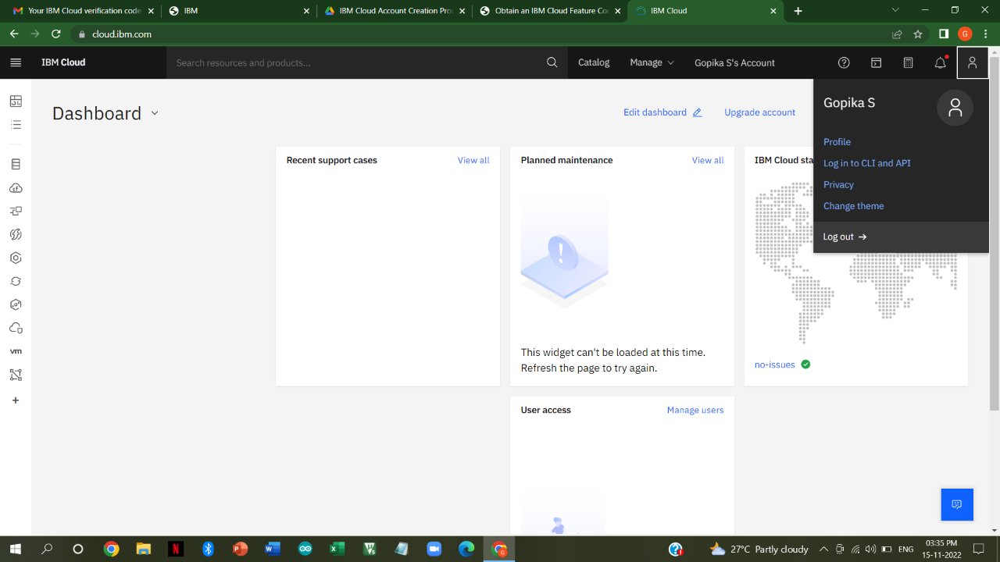 Your IBM Cloud verification code
IBM
IBM Cloud Account Creation Pro
Obtain an IBM Cloud Feature Co
IBM Cloud
cloud.ibm.com
G
IBM Cloud
Search resources and products...
Catalog
Manage
Gopika S's Account
Dashboard
Edit dashboard
Upgrade account
Gopika S
Profile
Log in to CLI and API
Privacy
Change theme
Log out
Recent support cases
View all
Planned maintenance
View all
IBM Cloud sta
This widget can't be loaded at this time.
Refresh the page to try again.
no-issues
User access
Manage users
vm
27°C Partly cloudy
ENG
03:35 PM
15-11-2022